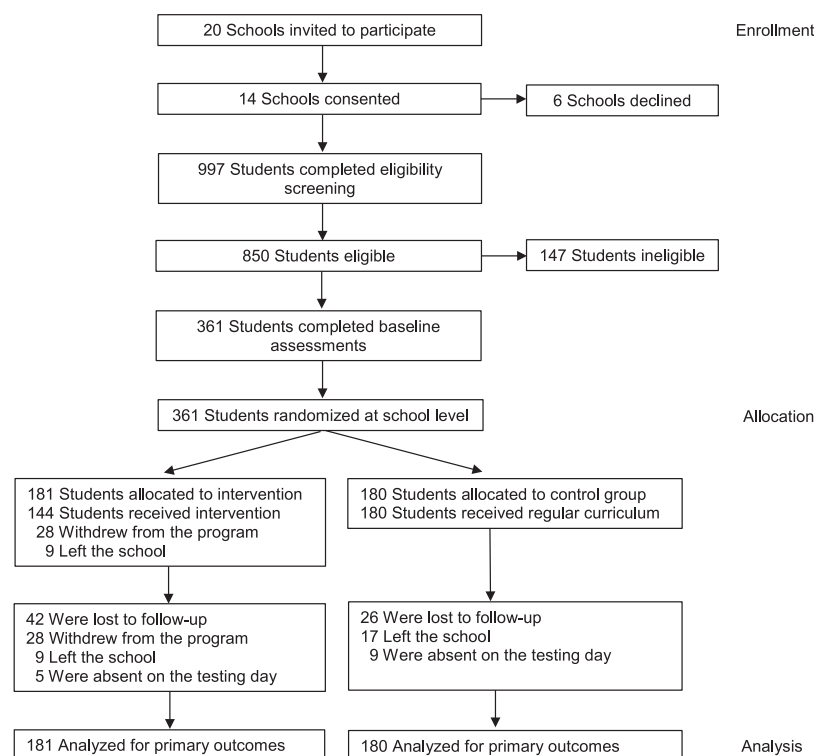 20 Schools invited to participate
Enrollment
14 Schools consented
6 Schools declined
997 Students completed eligibility
screening
850 Students eligible
147 Students ineligible
361 Students completed baseline
assessments
361 Students randomized at school level
Allocation
181 Students allocated to intervention
144 Students received intervention
28 Withdrew from the program
9 Left the school
180 Students allocated to control group
180 Students received regular curriculum
42 Were lost to follow-up
28 Withdrew from the program
9 Left the school
5 Were absent on the testing day
26 Were lost to follow-up
17 Left the school
9 Were absent on the testing day
181 Analyzed for primary outcomes
180 Analyzed for primary outcomes
Analysis